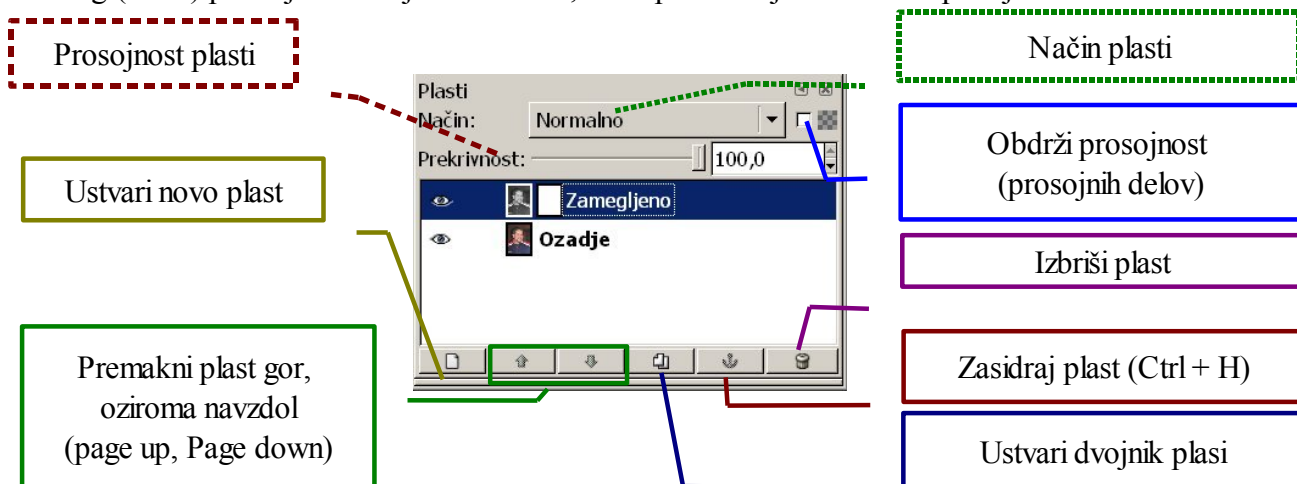 Prosojnost plasti
Način plasti
Plasti
Način:
Normalno
Obdrži prosojnost
(prosojnih delov)
Prekrivnost:
100,0
Ustvari novo plast
Zamegljeno
Ozadje
Izbriši plast
Premakni plast gor,
oziroma navzdol
(page up, Page down)
Zasidraj plast (Ctrl + H)
Ustvari dvojnik plasi